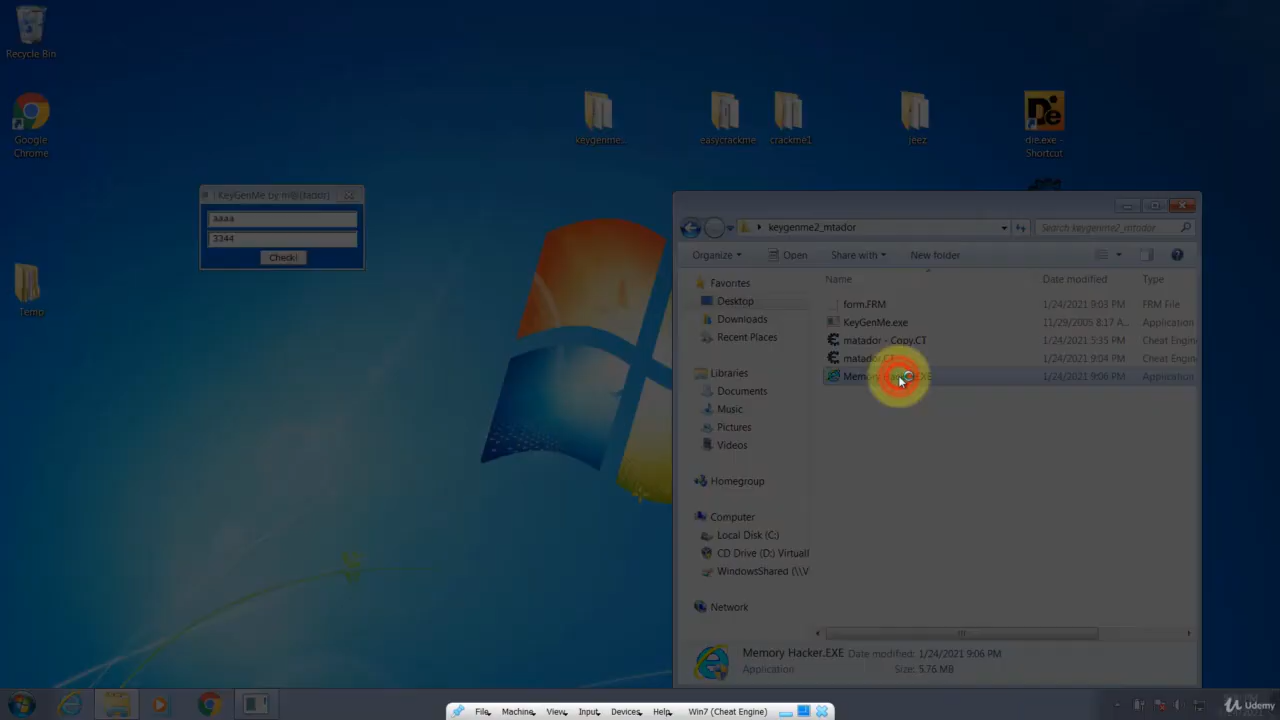 Recycle Bin
Google
Chrome
Temp
keygenme...
easycrackme
crackme1
jeez
die.exe -
Shortcut
KeyGenMe by
aaaa
3344
Check!
keygenme2_mtador
Search keygenme2_mtador
Organize
Open
Share with
New folder
Name
Date modified
Type
Favorites
Desktop
Downloads
Recent Places
Libraries
Documents
Music
Pictures
Videos
Homegroup
Computer
Local Disk (C:)
CD Drive (D:) Virtuall
WindowsShared (\\V
Network
form.FRM
1/24/2021 9:03 PM
FRM File
KeyGenMe.exe
11/29/2005 8:17 A...
Application
matador - Copy.CT
1/24/2021 5:35 PM
Cheat Engin
matador.CT
1/24/2021 9:04 PM
Cheat Engin
1/24/2021 9:06 PM
Application
Memory Hacker.EXE
Date modified: 1/24/2021 9:06 PM
Application
Size: 5.76 MB
File
Machine
View
Input
Devices
Help
Win7 (Cheat Engine)
Udemy